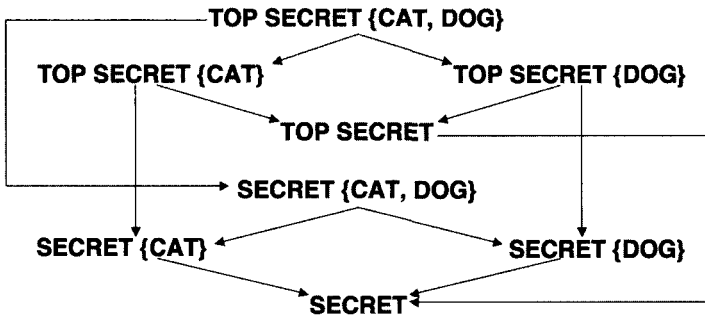 TOP SECRET {CAT, DOG}
TOP SECRET {CAT} TOP SECRET {DOG}
TOP SECRET
SECRET {CAT, DOG}
SECRET {CAT} SECRET {DOG}
SECRET